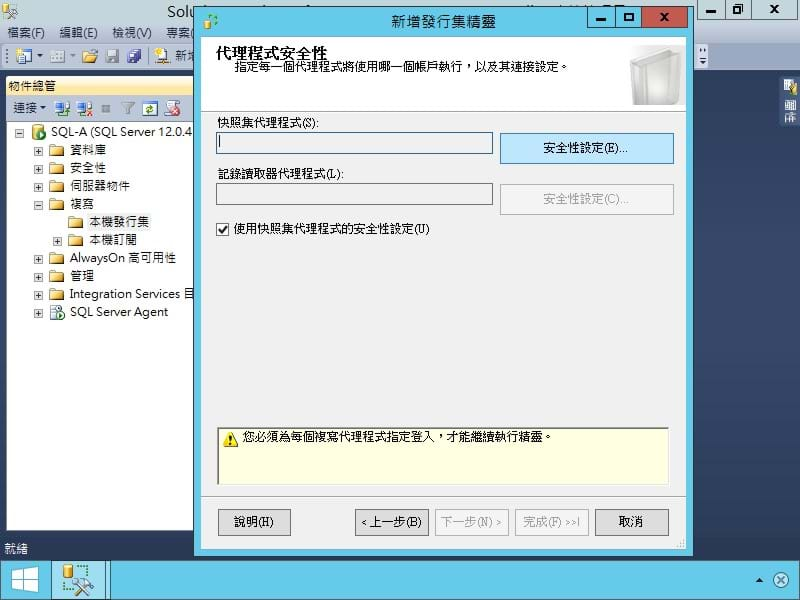 Solu
新增發行集精靈
檔案(F) 編輯(E) 檢視(V) 專案(
新增
物件總管
連接
SQL-A (SQL Server 12.0.4
資料庫
安全性
伺服器物件
複寫
本機發行集
本機訂閱
AlwaysOn 高可用性
管理
Integration Services 目
SQL Server Agent
代理程式安全性
指定每一個代理程式將使用哪一個帳戶執行，以及其連接設定。
快照集代理程式(S):
安全性設定(E)...
記錄讀取器代理程式(L):
安全性設定(C)...
使用快照集代理程式的安全性設定(U)
您必須為每個複寫代理程式指定登入，才能繼續執行精靈。
說明(H)
< 上一步(B)
下一步(N) >
完成(F) >>|
取消
就緒